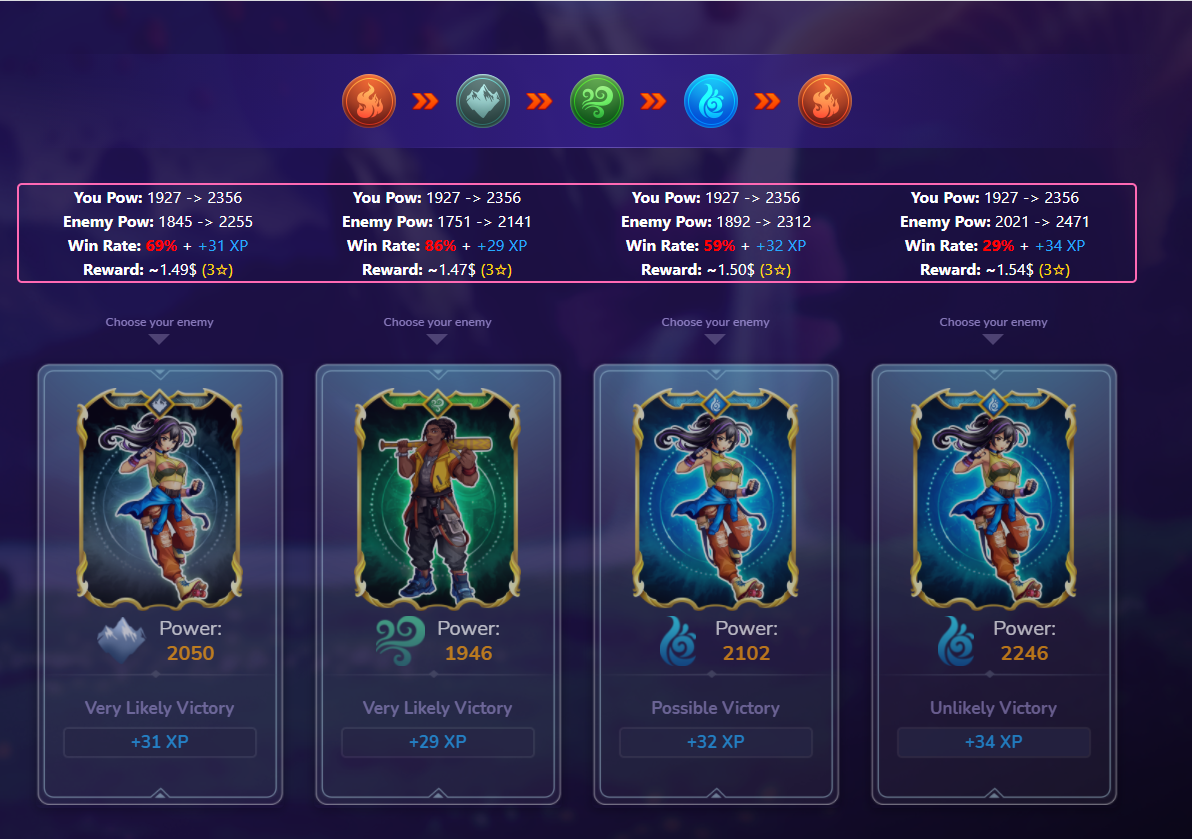 You Pow: 1927 -> 2356
Enemy Pow: 1845 -> 2255
Win Rate: 69% + +31 XP
Reward: ~1.49$ (3☆)
You Pow: 1927 -> 2356
Enemy Pow: 1751 -> 2141
Win Rate: 86% + +29 XP
Reward: ~1.47$ (3☆)
You Pow: 1927 -> 2356
Enemy Pow: 1892 -> 2312
Win Rate: 59% + +32 XP
Reward: ~1.50$ (3☆)
You Pow: 1927 -> 2356
Enemy Pow: 2021 -> 2471
Win Rate: 29% + +34 XP
Reward: ~1.54$ (3☆)
Choose your enemy
Power:
2050
Very Likely Victory
+31 XP
Choose your enemy
Power:
1946
Very Likely Victory
+29 XP
Choose your enemy
Power:
2102
Possible Victory
+32 XP
Choose your enemy
Power:
2246
Unlikely Victory
+34 XP